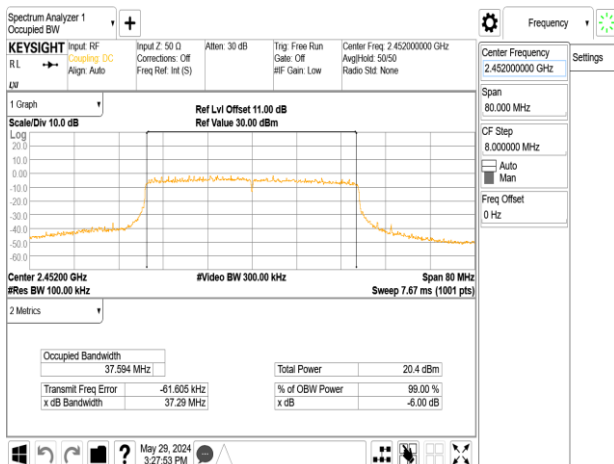 Spectrum Analyzer 1
Occupied BW
Frequency
KEYSIGHT
R L
LXI
Input: RF
Coupling: DC
Align: Auto
Input Z: 50 Ω
Corrections: Off
Freq Ref: Int (S)
Atten: 30 dB
Trig: Free Run
Gate: Off
#IF Gain: Low
Center Freq: 2.452000000 GHz
Avg|Hold: 50/50
Radio Std: None
Center Frequency
2.452000000 GHz
Settings
Span
80.000 MHz
CF Step
8.000000 MHz
Auto
Man
Freq Offset
0 Hz
1 Graph
Scale/Div 10.0 dB
Ref Lvl Offset 11.00 dB
Ref Value 30.00 dBm
Log
20.0
10.0
0.00
-10.0
-20.0
-30.0
-40.0
-50.0
-60.0
Center 2.45200 GHz
#Res BW 100.00 kHz
#Video BW 300.00 kHz
Span 80 MHz
Sweep 7.67 ms (1001 pts)
2 Metrics
Occupied Bandwidth
37.594 MHz
Transmit Freq Error -61.605 kHz
x dB Bandwidth 37.29 MHz
Total Power 20.4 dBm
% of OBW Power 99.00 %
x dB -6.00 dB
?
May 29, 2024
3:27:53 PM